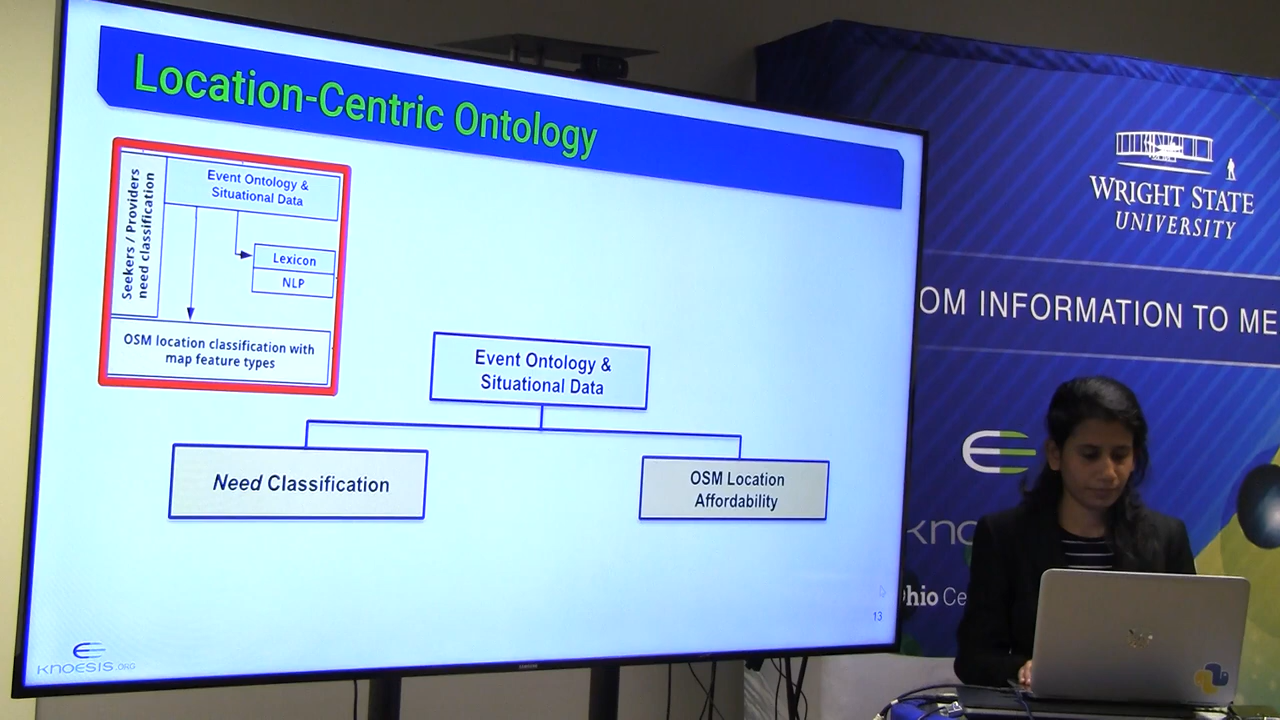 Location-Centric Ontology
Seekers / Providers
need classification
Event Ontology &
Situational Data
Lexicon
NLP
OSM location classification with
map feature types
Event Ontology &
Situational Data
Need Classification
OSM Location
Affordability
13
KNOESIS.ORG
SAMSUNG
WRIGHT STATE
UNIVERSITY
OM INFORMATION TO ME
kno
hio Ce